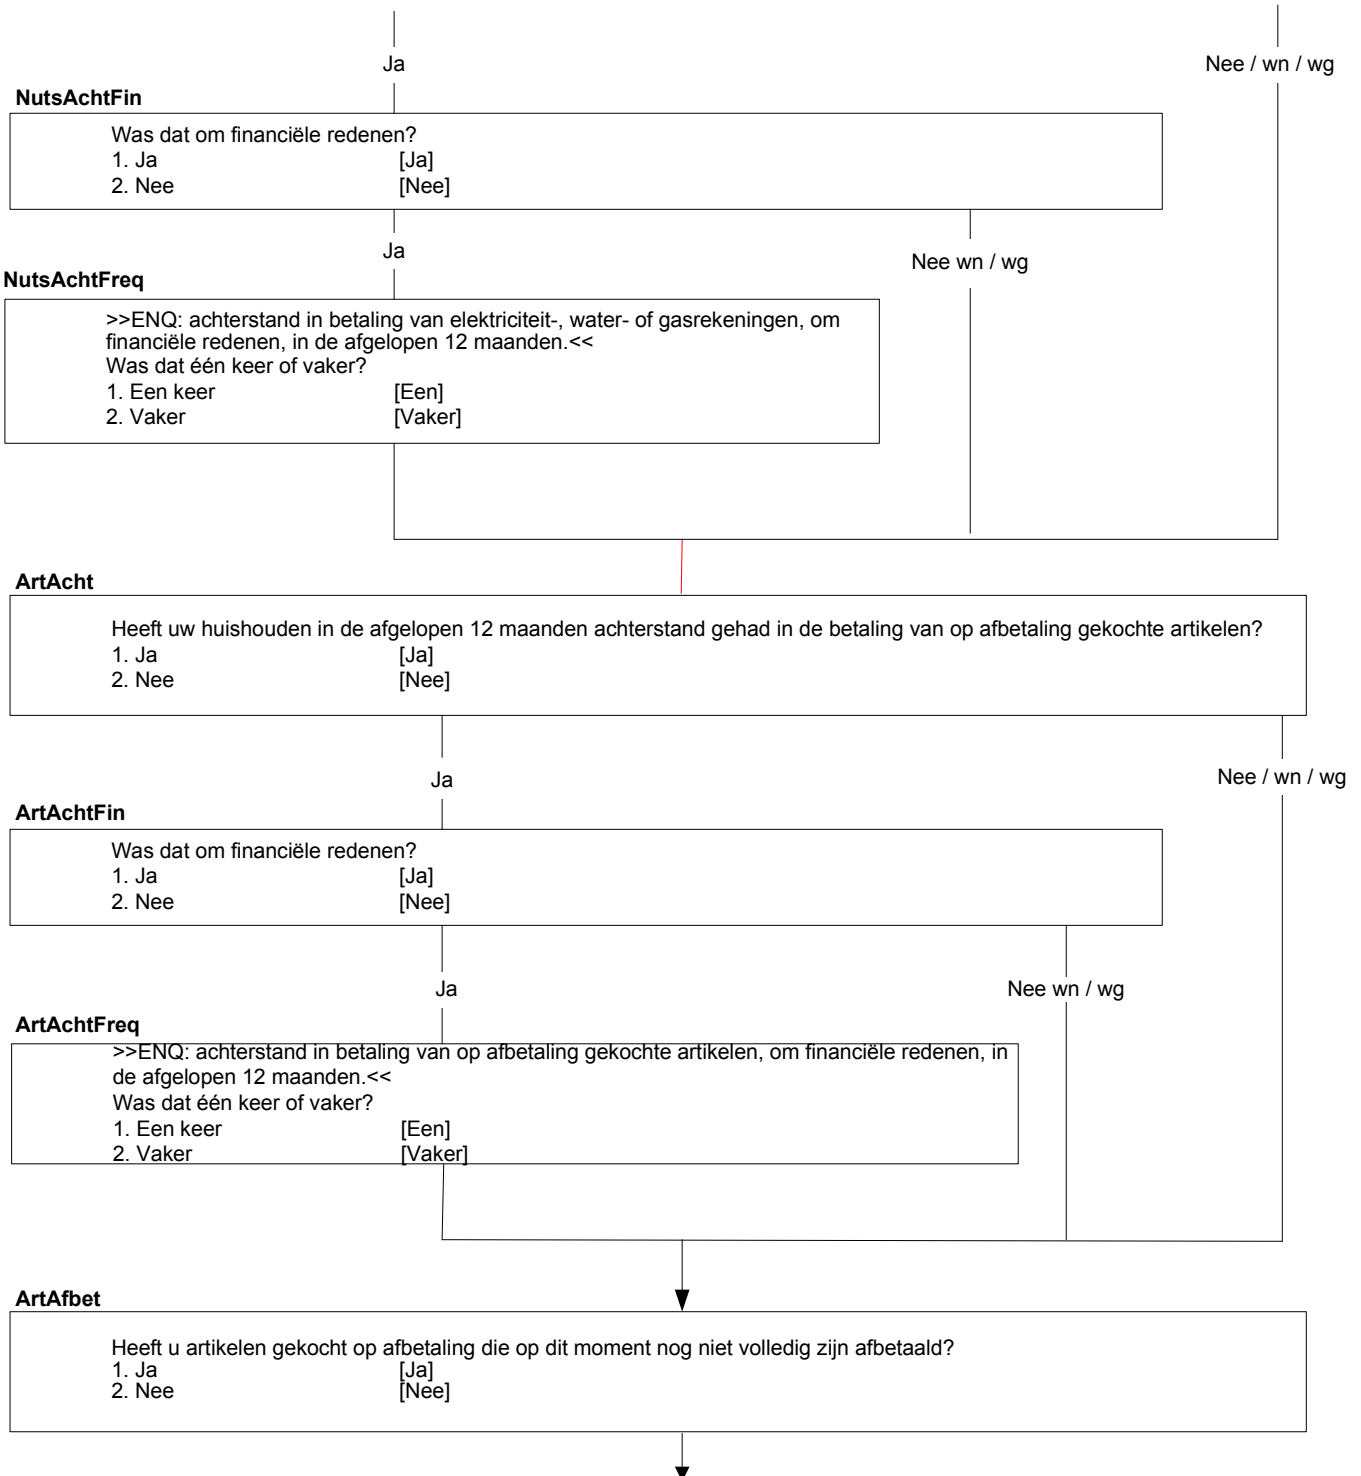 Ja
Nee / wn / wg
NutsAchtFin
Was dat om financiële redenen?
1. Ja [Ja]
2. Nee [Nee]
Ja
Nee wn / wg
NutsAchtFreq
>>ENQ: achterstand in betaling van elektriciteit-, water- of gasrekeningen, om
financiële redenen, in de afgelopen 12 maanden.<<
Was dat één keer of vaker?
1. Een keer [Een]
2. Vaker [Vaker]
ArtAcht
Heeft uw huishouden in de afgelopen 12 maanden achterstand gehad in de betaling van op afbetaling gekochte artikelen?
1. Ja [Ja]
2. Nee [Nee]
Ja
Nee / wn / wg
ArtAchtFin
Was dat om financiële redenen?
1. Ja [Ja]
2. Nee [Nee]
Ja
Nee wn / wg
ArtAchtFreq
>>ENQ: achterstand in betaling van op afbetaling gekochte artikelen, om financiële redenen, in
de afgelopen 12 maanden.<<
Was dat één keer of vaker?
1. Een keer [Een]
2. Vaker [Vaker]
ArtAfbet
Heeft u artikelen gekocht op afbetaling die op dit moment nog niet volledig zijn afbetaald?
1. Ja [Ja]
2. Nee [Nee]